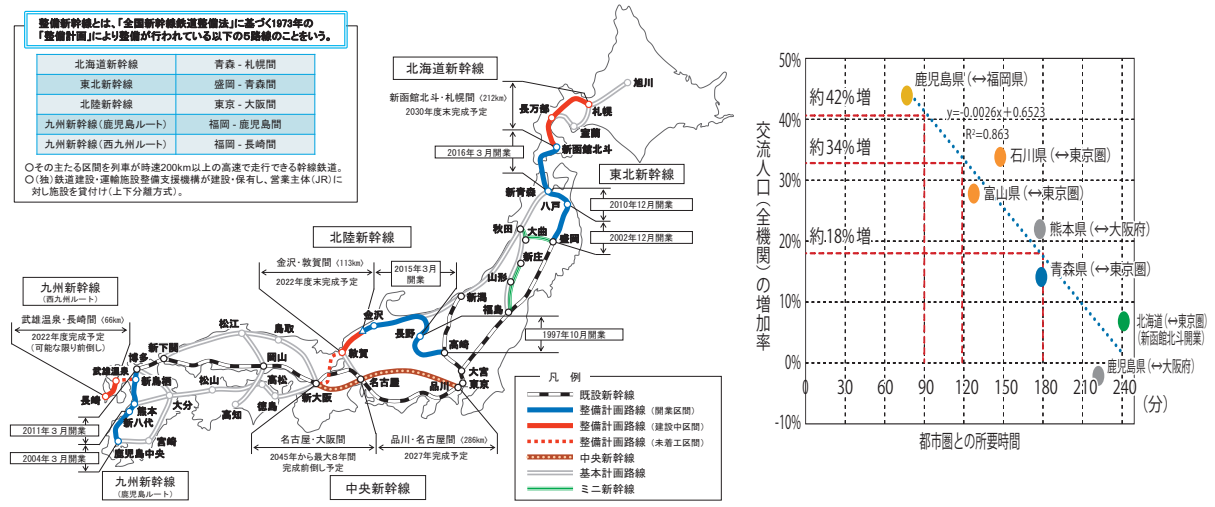 整備新幹線とは、「全国新幹線鉄道整備法」に基づく1973年の
「整備計画」により整備が行われている以下の5路線のことをいう。
北海道新幹線 青森 - 札幌間
東北新幹線 盛岡 - 青森間
北陸新幹線 東京 - 大阪間
九州新幹線(鹿児島ルート) 福岡 - 鹿児島間
九州新幹線(西九州ルート) 福岡 - 長崎間
○その主たる区間を列車が時速200km以上の高速で走行できる幹線鉄道。
○(独)鉄道建設・運輸施設整備支援機構が建設・保有し、営業主体(JR)に
対し施設を貸付け(上下分離方式)。
北海道新幹線
新函館北斗・札幌間(212km)
2030年度末完成予定
旭川
長万部
札幌
室蘭
2016年3月開業
新函館北斗
東北新幹線
新青森
八戸
2010年12月開業
秋田
大曲
盛岡
2002年12月開業
新庄
山形
福島
新潟
北陸新幹線
金沢・敦賀間(113km)
2022年度末完成予定
2015年3月
開業
金沢
長野
1997年10月開業
高崎
大宮
東京
品川
敦賀
名古屋
九州新幹線
(西九州ルート)
武雄温泉・長崎間(66km)
2022年度完成予定
(可能な限り前倒し)
松江
鳥取
新下関
岡山
博多
武雄温泉
新鳥栖
松山
高松
新大阪
長崎
熊本
大分
高知
徳島
新八代
2011年3月開業
宮崎
2004年3月開業
鹿児島中央
九州新幹線
(鹿児島ルート)
名古屋・大阪間
2045年から最大8年間
完成前倒し予定
品川・名古屋間(286km)
2027年完成予定
中央新幹線
凡 例
既設新幹線
整備計画路線(開業区間)
整備計画路線(建設中区間)
整備計画路線(未着工区間)
中央新幹線
基本計画路線
ミニ新幹線
交流人口(全機関)の増加率
50%
40%
30%
20%
10%
0%
-10%
約42%増
約34%増
約18%増
鹿児島県(↔福岡県)
y=-0.0026x+0.6523
R²=0.863
石川県(↔東京圏)
富山県(↔東京圏)
熊本県(↔大阪府)
青森県(↔東京圏)
北海道(↔東京圏)
(新函館北斗開業)
鹿児島県(↔大阪府)
0 30 60 90 120 150 180 210 240
(分)
都市圏との所要時間